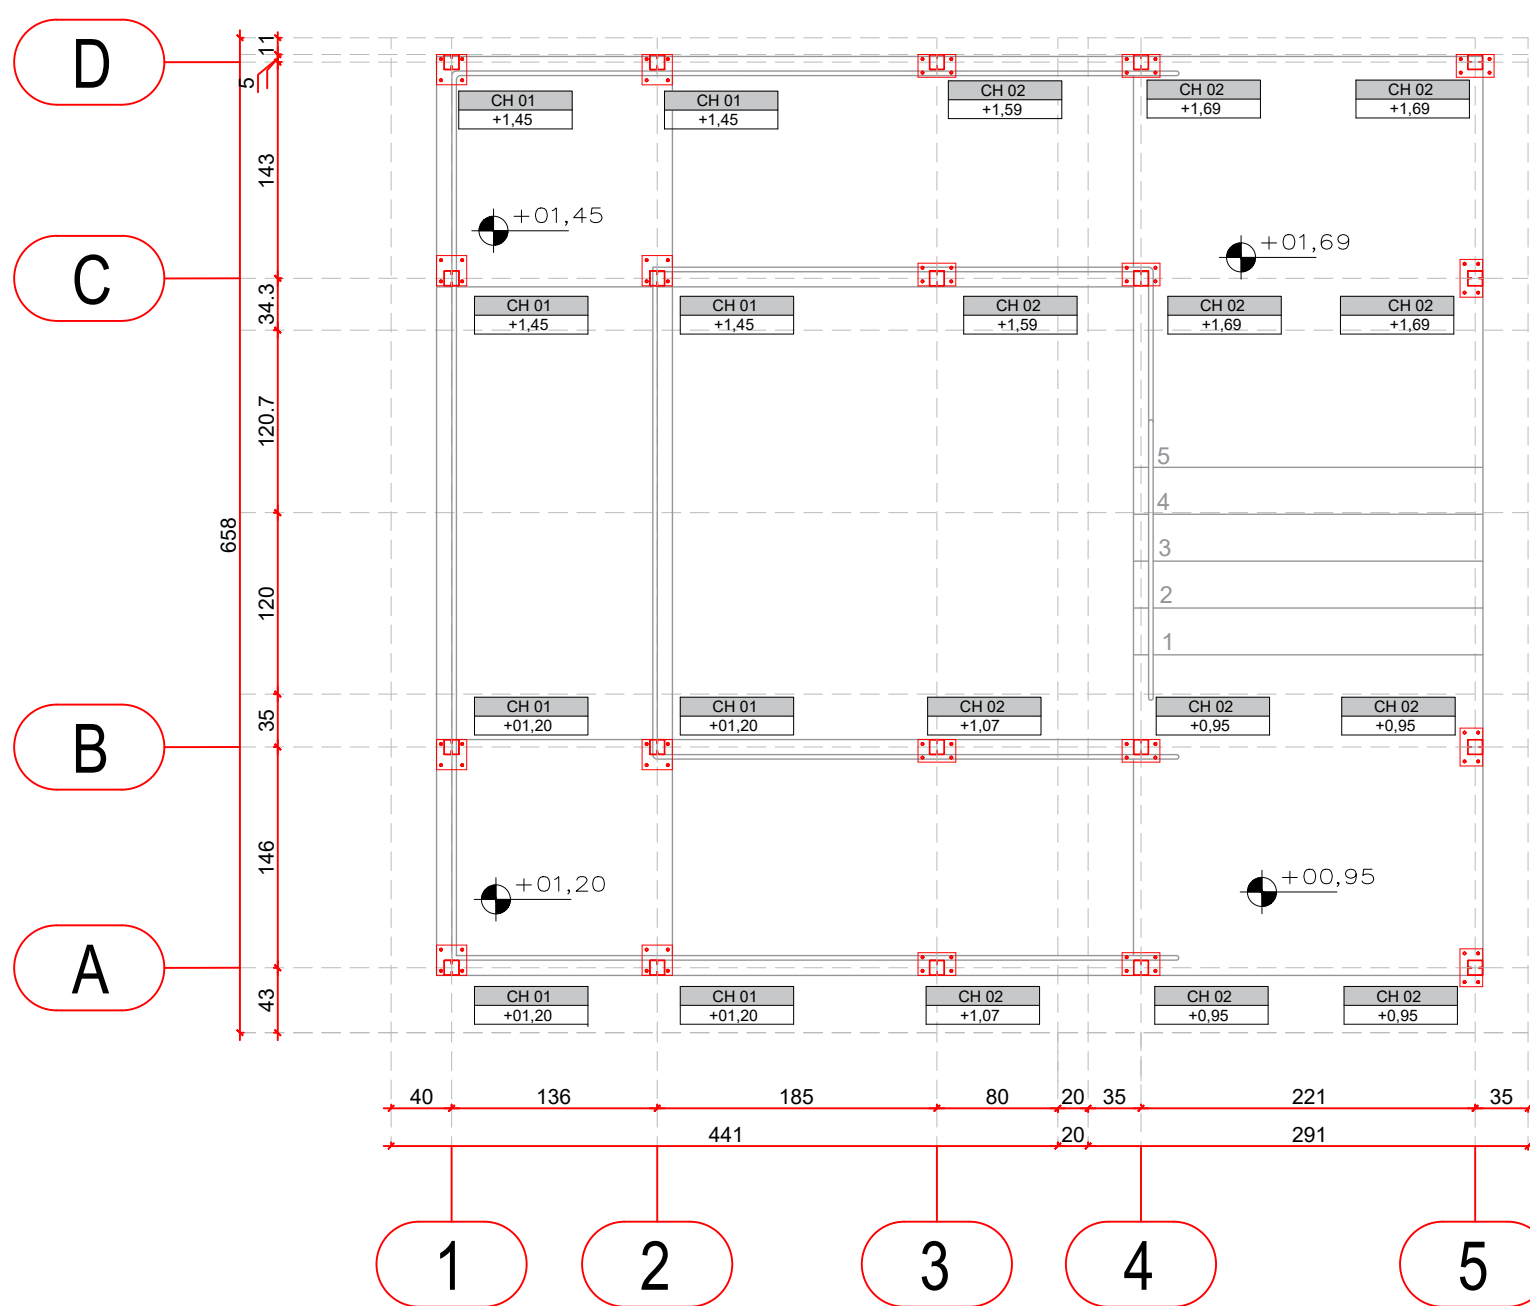 D
11
5
CH 01
+1,45
CH 01
+1,45
CH 02
+1,59
CH 02
+1,69
CH 02
+1,69
143
+01,45
+01,69
C
34.3
CH 01
+1,45
CH 01
+1,45
CH 02
+1,59
CH 02
+1,69
CH 02
+1,69
120.7
5
4
658
3
120
2
1
35
CH 01
+01,20
CH 01
+01,20
CH 02
+1,07
CH 02
+0,95
CH 02
+0,95
B
146
+01,20
+00,95
A
43
CH 01
+01,20
CH 01
+01,20
CH 02
+1,07
CH 02
+0,95
CH 02
+0,95
40 136 185 80 20 35 221 35
441 20 291
1 2 3 4 5